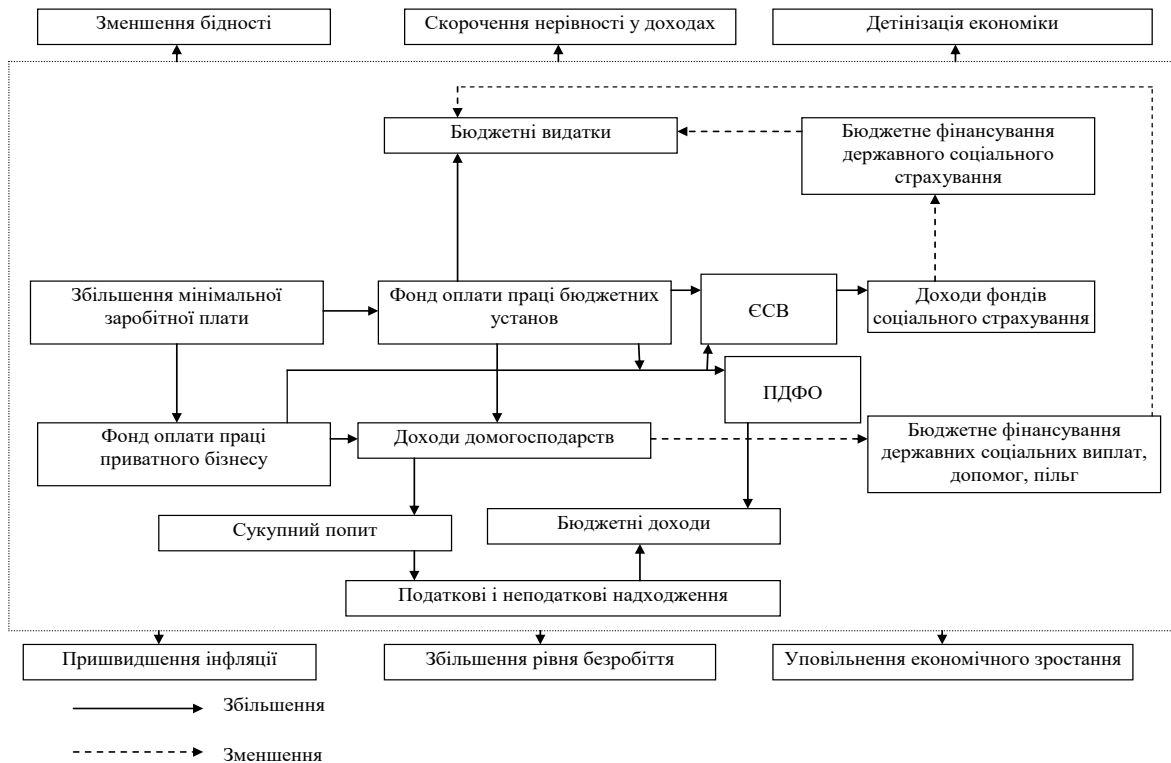 Зменшення бідності
Скорочення нерівності у доходах
Детінізація економіки
Бюджетні видатки
Бюджетне фінансування
державного соціального
страхування
Збільшення мінімальної
заробітної плати
Фонд оплати праці бюджетних
установ
ЄСВ
Доходи фондів
соціального страхування
ПДФО
Фонд оплати праці
приватного бізнесу
Доходи домогосподарств
Бюджетне фінансування
державних соціальних виплат,
допомог, пільг
Сукупний попит
Бюджетні доходи
Податкові і неподаткові надходження
Пришвидшення інфляції
Збільшення рівня безробіття
Уповільнення економічного зростання
Збільшення
Зменшення